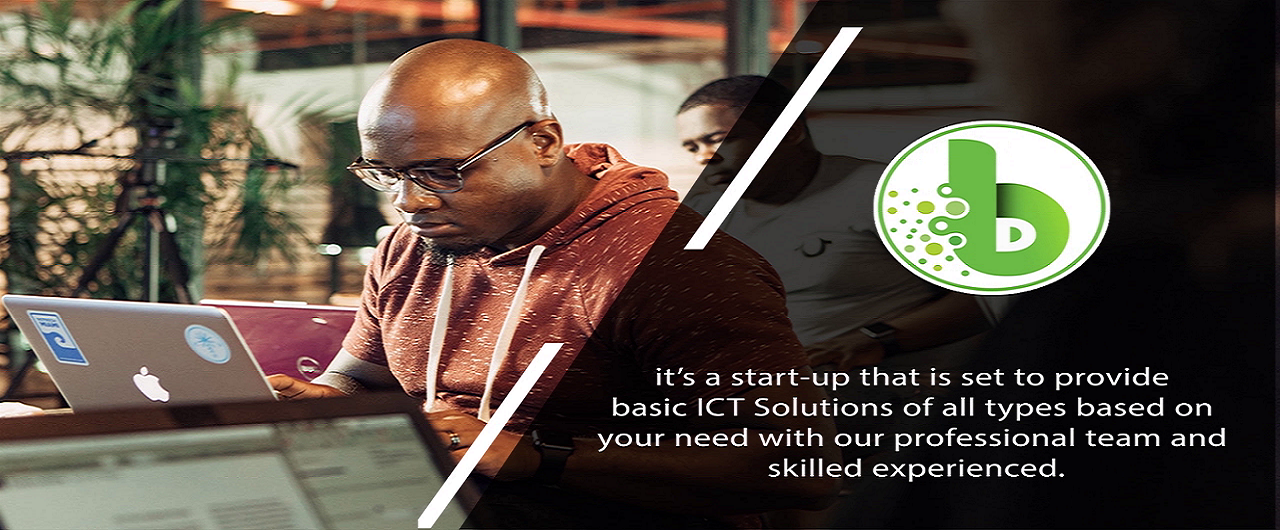 b
D
it’s a start-up that is set to provide
basic ICT Solutions of all types based on
your need with our professional team and
skilled experienced.